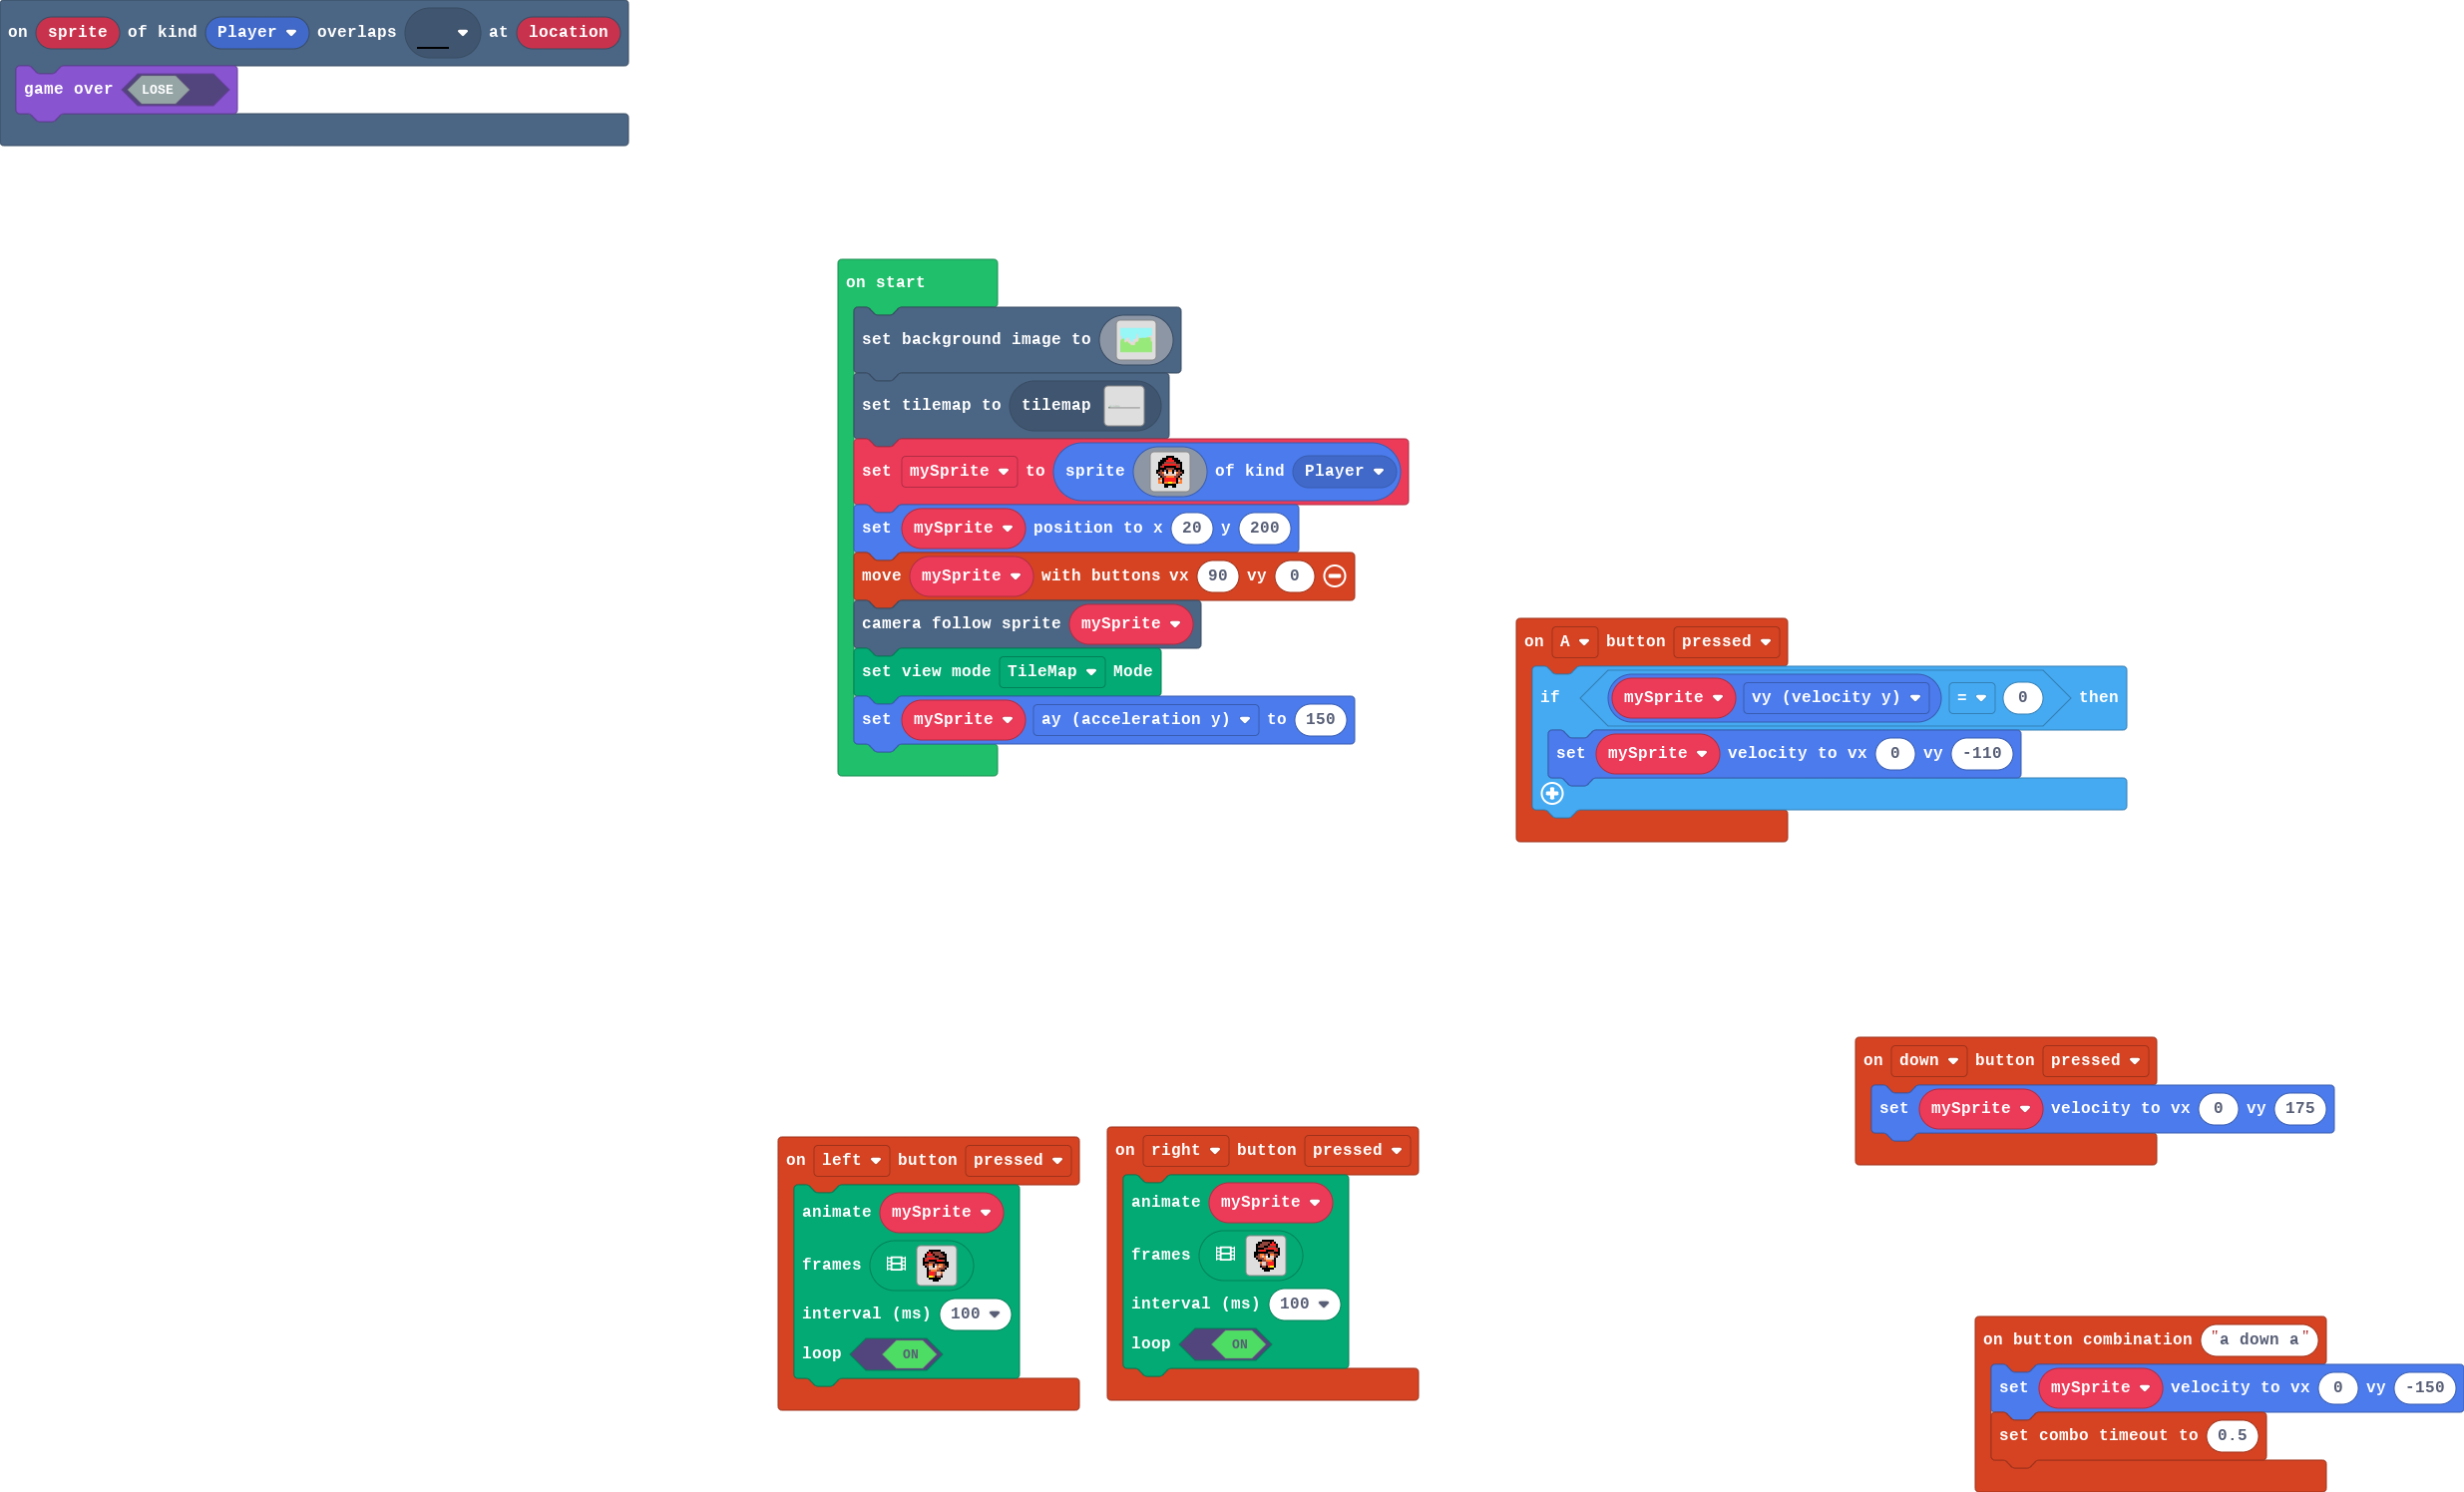 on sprite of kind Player overlaps at location
game over LOSE
on start
set background image to
set tilemap to tilemap
set mySprite to sprite of kind Player
set mySprite position to x 20 y 200
move mySprite with buttons vx 90 vy 0
camera follow sprite mySprite
set view mode TileMap Mode
set mySprite ay (acceleration y) to 150
on A button pressed
if mySprite vy (velocity y) = 0 then
set mySprite velocity to vx 0 vy -110
on down button pressed
set mySprite velocity to vx 0 vy 175
on left button pressed
animate mySprite
frames
interval (ms) 100
loop ON
on right button pressed
animate mySprite
frames
interval (ms) 100
loop ON
on button combination "a down a"
set mySprite velocity to vx 0 vy -150
set combo timeout to 0.5